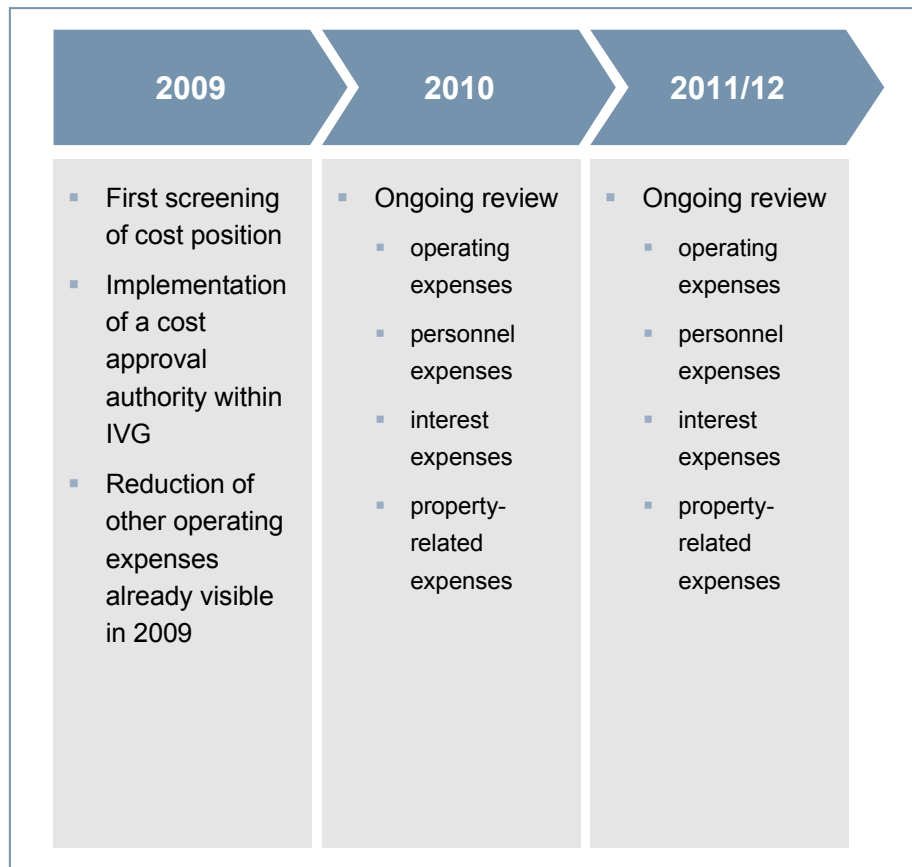 2009
2010
2011/12
First screening
of cost position
Implementation
of a cost
approval
authority within
IVG
Reduction of
other operating
expenses
already visible
in 2009
Ongoing review
operating
expenses
personnel
expenses
interest
expenses
property-
related
expenses
Ongoing review
operating
expenses
personnel
expenses
interest
expenses
property-
related
expenses